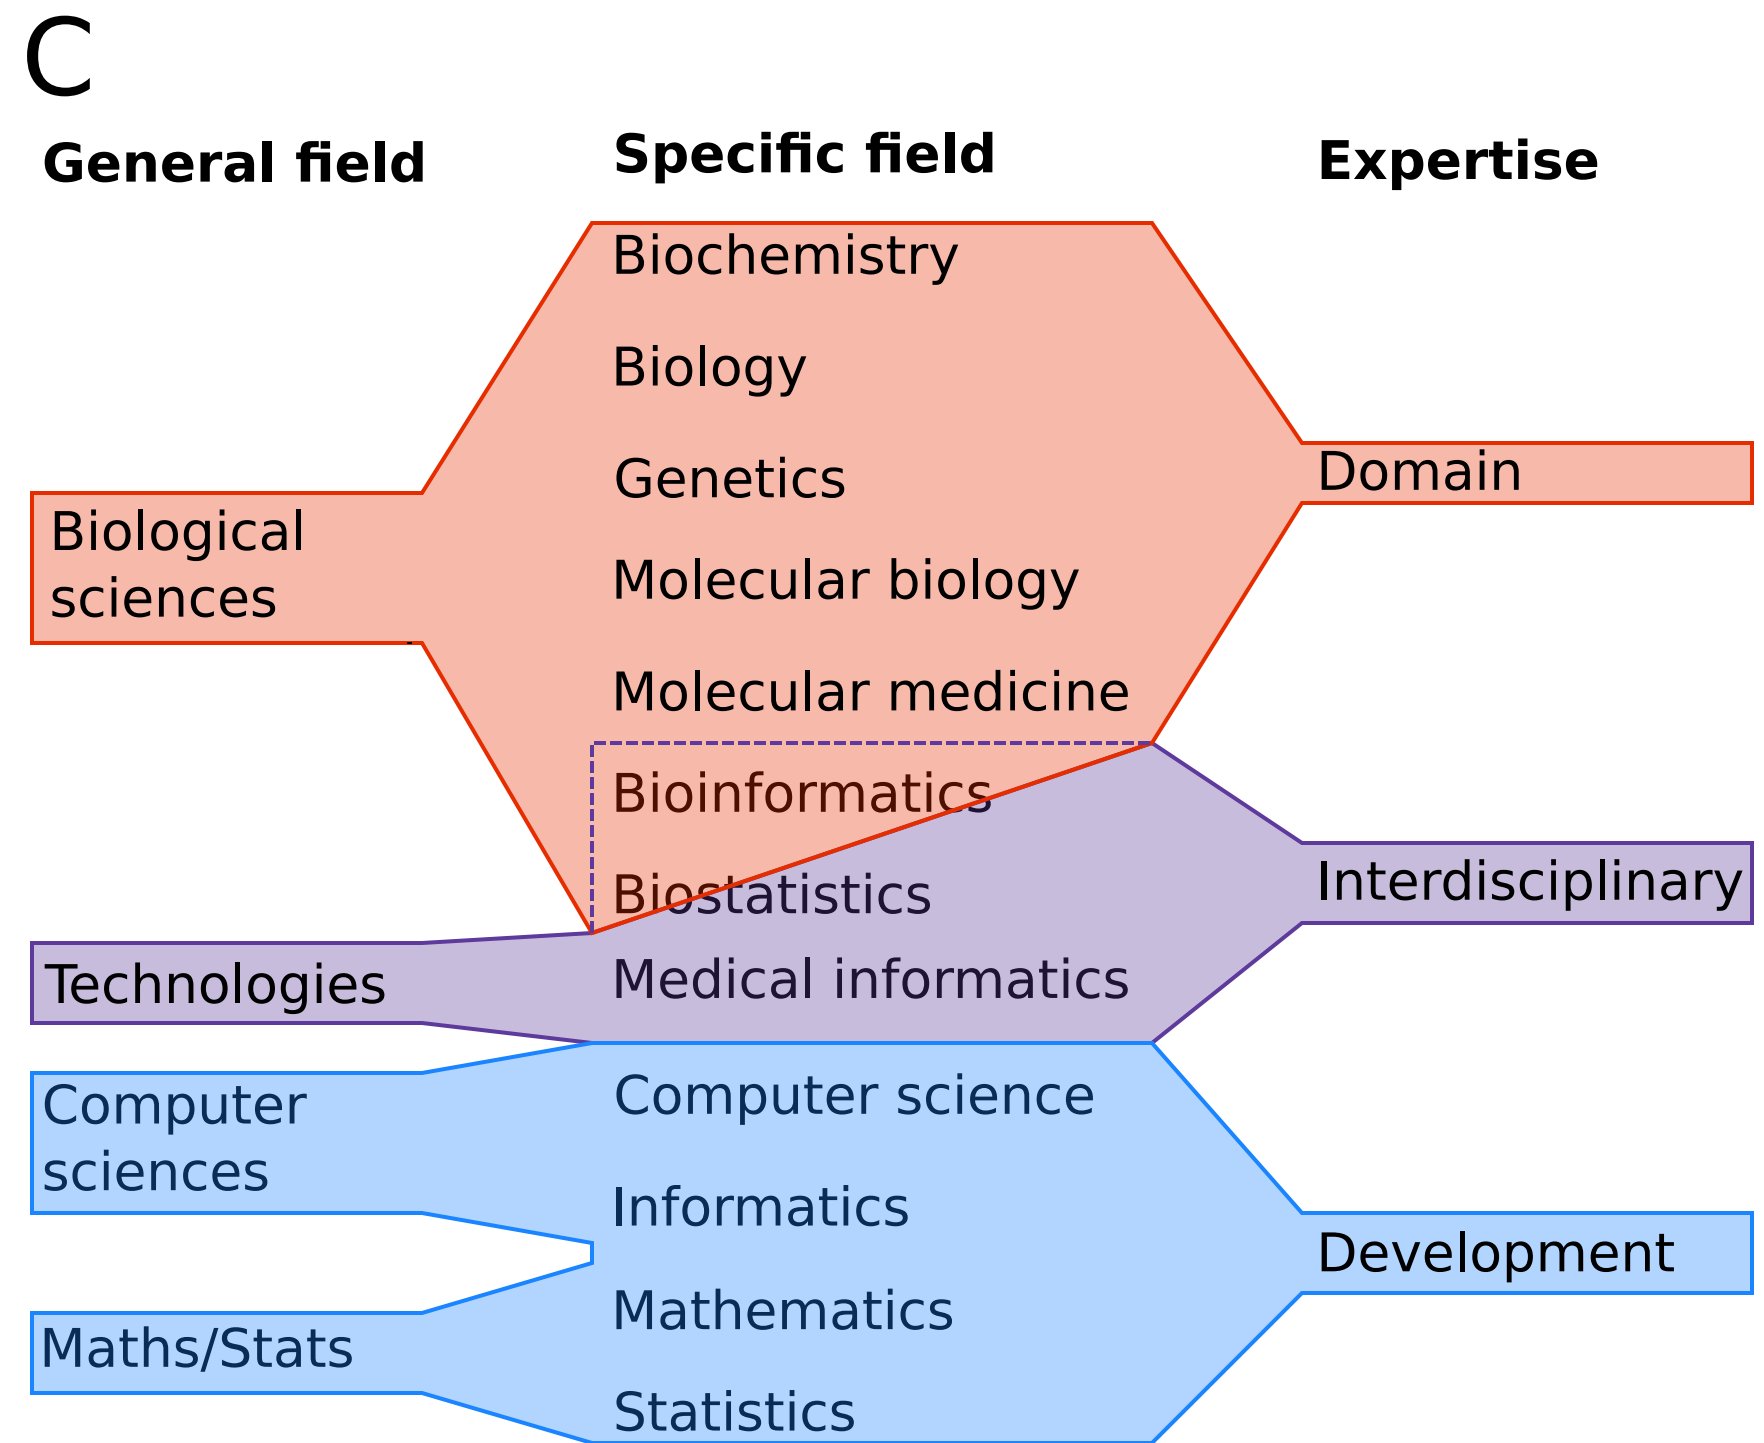 C
General field
Specific field
Expertise
Biochemistry
Biology
Genetics
Molecular biology
Molecular medicine
Bioinformatics
Biostatistics
Medical informatics
Computer science
Informatics
Mathematics
Statistics
Biological
sciences
Technologies
Computer
sciences
Maths/Stats
Domain
Interdisciplinary
Development